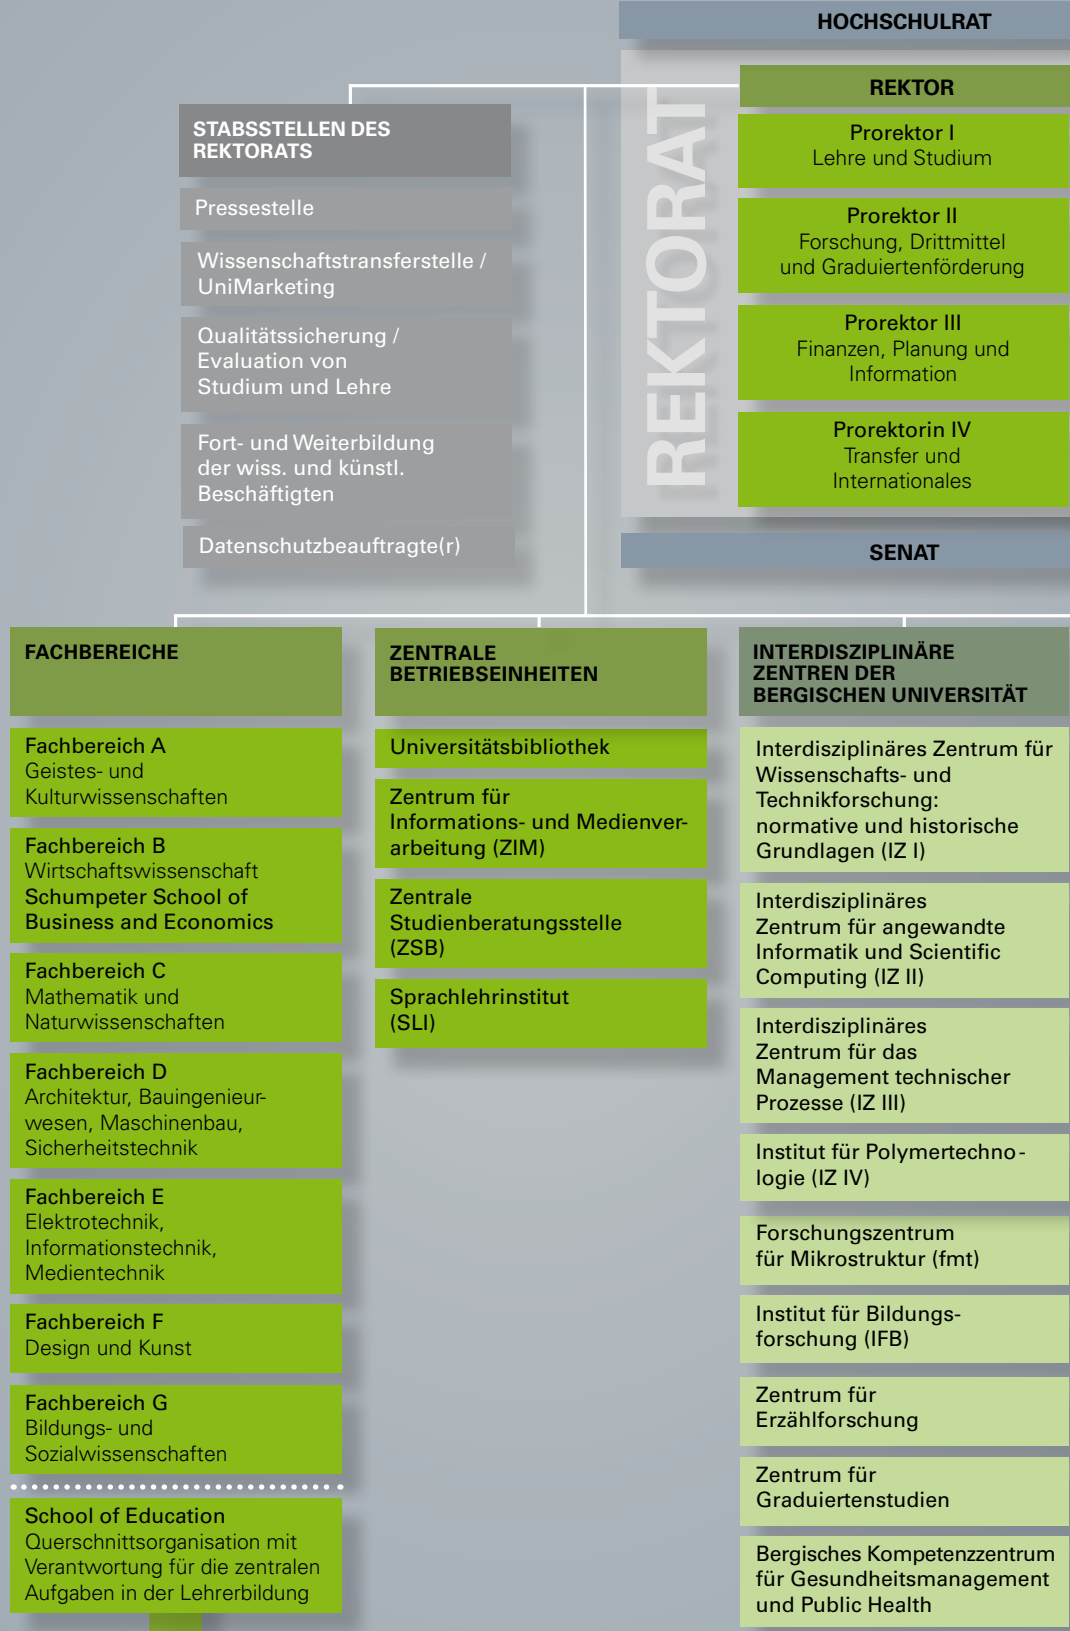 HOCHSCHULRAT
REKTORAT
REKTOR
Prorektor I
Lehre und Studium
Prorektor II
Forschung, Drittmittel
und Graduiertenförderung
Prorektor III
Finanzen, Planung und
Information
Prorektorin IV
Transfer und
Internationales
SENAT
STABSSTELLEN DES
REKTORATS
Pressestelle
Wissenschaftstransferstelle /
UniMarketing
Qualitätssicherung /
Evaluation von
Studium und Lehre
Fort- und Weiterbildung
der wiss. und künstl.
Beschäftigten
Datenschutzbeauftragte(r)
FACHBEREICHE
Fachbereich A
Geistes- und
Kulturwissenschaften
Fachbereich B
Wirtschaftswissenschaft
Schumpeter School of
Business and Economics
Fachbereich C
Mathematik und
Naturwissenschaften
Fachbereich D
Architektur, Bauingenieur-
wesen, Maschinenbau,
Sicherheitstechnik
Fachbereich E
Elektrotechnik,
Informationstechnik,
Medientechnik
Fachbereich F
Design und Kunst
Fachbereich G
Bildungs- und
Sozialwissenschaften
School of Education
Querschnittsorganisation mit
Verantwortung für die zentralen
Aufgaben in der Lehrerbildung
ZENTRALE
BETRIEBSEINHEITEN
Universitätsbibliothek
Zentrum für
Informations- und Medienver-
arbeitung (ZIM)
Zentrale
Studienberatungsstelle
(ZSB)
Sprachlehrinstitut
(SLI)
INTERDISZIPLINÄRE
ZENTREN DER
BERGISCHEN UNIVERSITÄT
Interdisziplinäres Zentrum für
Wissenschafts- und
Technikforschung:
normative und historische
Grundlagen (IZ I)
Interdisziplinäres
Zentrum für angewandte
Informatik und Scientific
Computing (IZ II)
Interdisziplinäres
Zentrum für das
Management technischer
Prozesse (IZ III)
Institut für Polymertechno-
logie (IZ IV)
Forschungszentrum
für Mikrostruktur (fmt)
Institut für Bildungs-
forschung (IFB)
Zentrum für
Erzählforschung
Zentrum für
Graduiertenstudien
Bergisches Kompetenzzentrum
für Gesundheitsmanagement
und Public Health